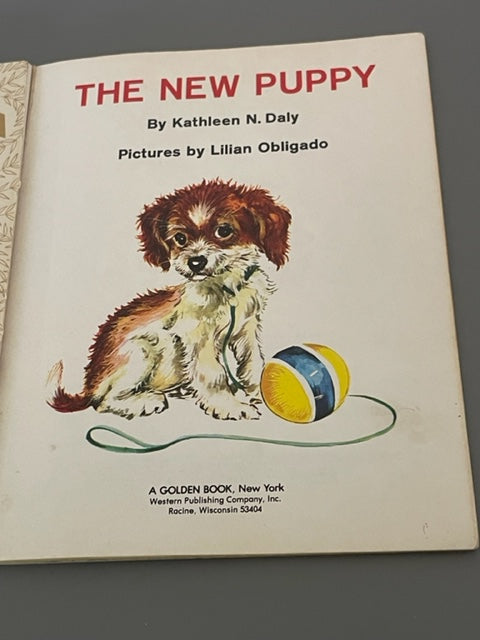 THE NEW PUPPY
By Kathleen N. Daly
Pictures by Lilian Obligado
A GOLDEN BOOK, New York
Western Publishing Company, Inc.
Racine, Wisconsin 53404